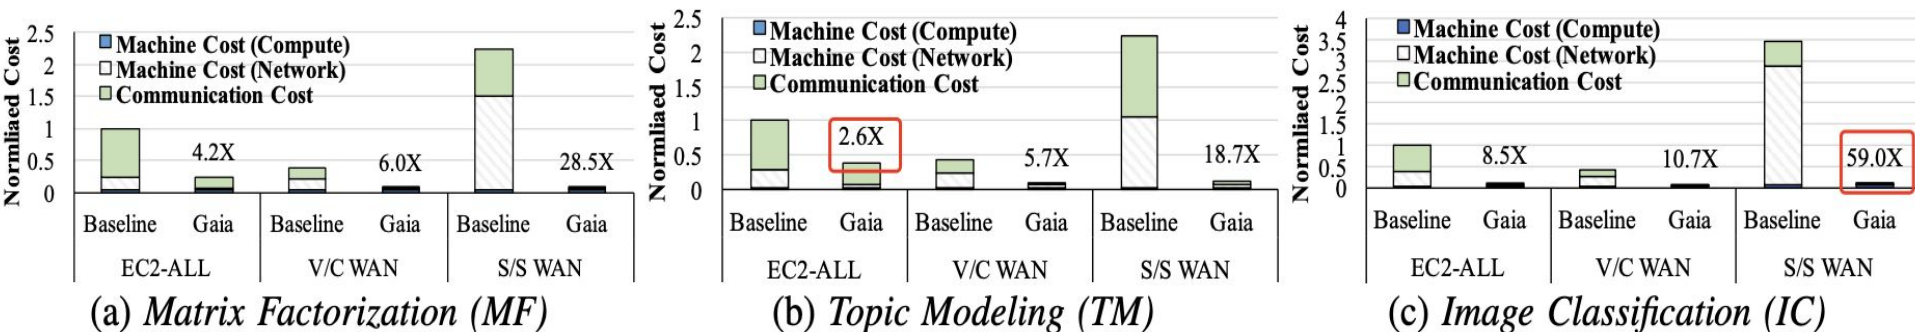 Normliaed Cost
2.5
2
1.5
1
0.5
0
Machine Cost (Compute)
Machine Cost (Network)
Communication Cost
4.2X
6.0X
28.5X
Baseline Gaia Baseline Gaia Baseline Gaia
EC2-ALL V/C WAN S/S WAN
(a) Matrix Factorization (MF)
Normliaed Cost
2.5
2
1.5
1
0.5
0
Machine Cost (Compute)
Machine Cost (Network)
Communication Cost
2.6X
5.7X
18.7X
Baseline Gaia Baseline Gaia Baseline Gaia
EC2-ALL V/C WAN S/S WAN
(b) Topic Modeling (TM)
Normliaed Cost
4
3.5
3
2.5
2
1.5
1
0.5
0
Machine Cost (Compute)
Machine Cost (Network)
Communication Cost
8.5X
10.7X
59.0X
Baseline Gaia Baseline Gaia Baseline Gaia
EC2-ALL V/C WAN S/S WAN
(c) Image Classification (IC)